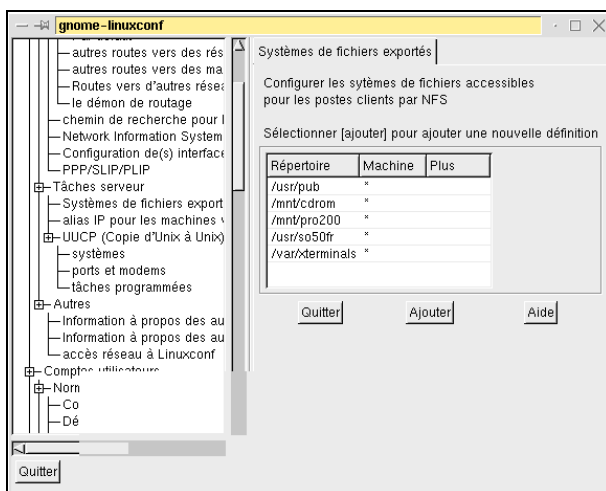 gnome-linuxconf
autres routes vers des rés
autres routes vers des ma
Routes vers d'autres résea
le démon de routage
chemin de recherche pour l
Network Information System
Configuration de(s) interface
PPP/SLIP/PLIP
Tâches serveur
Systèmes de fichiers export
alias IP pour les machines v
UUCP (Copie d'Unix à Unix)
systèmes
ports et modems
tâches programmées
Autres
Information à propos des au
Information à propos des au
accès réseau à Linuxconf
Comptes utilisateurs
Norn
Co
Dé
Quitter
Systèmes de fichiers exportés
Configurer les sytèmes de fichiers accessibles
pour les postes clients par NFS
Sélectionner [ajouter] pour ajouter une nouvelle définition
Répertoire Machine Plus
/usr/pub *
/mnt/cdrom *
/mnt/pro200 *
/usr/so50fr *
/var/xterminals *
Quitter Ajouter Aide